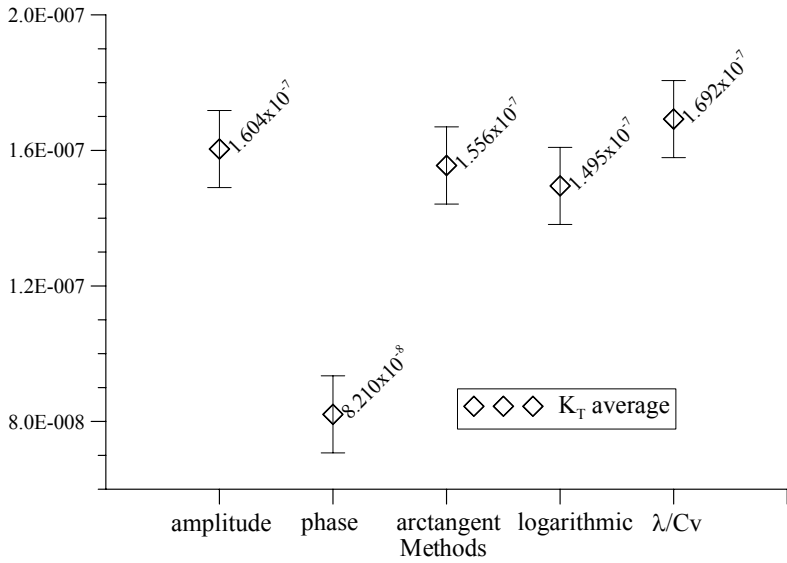 2.0E-007
1.6E-007
1.2E-007
8.0E-008
1.604x10⁻⁷
8.210x10⁻⁸
1.556x10⁻⁷
1.495x10⁻⁷
1.692x10⁻⁷
K_T average
amplitude phase arctangent logarithmic λ/Cv
Methods